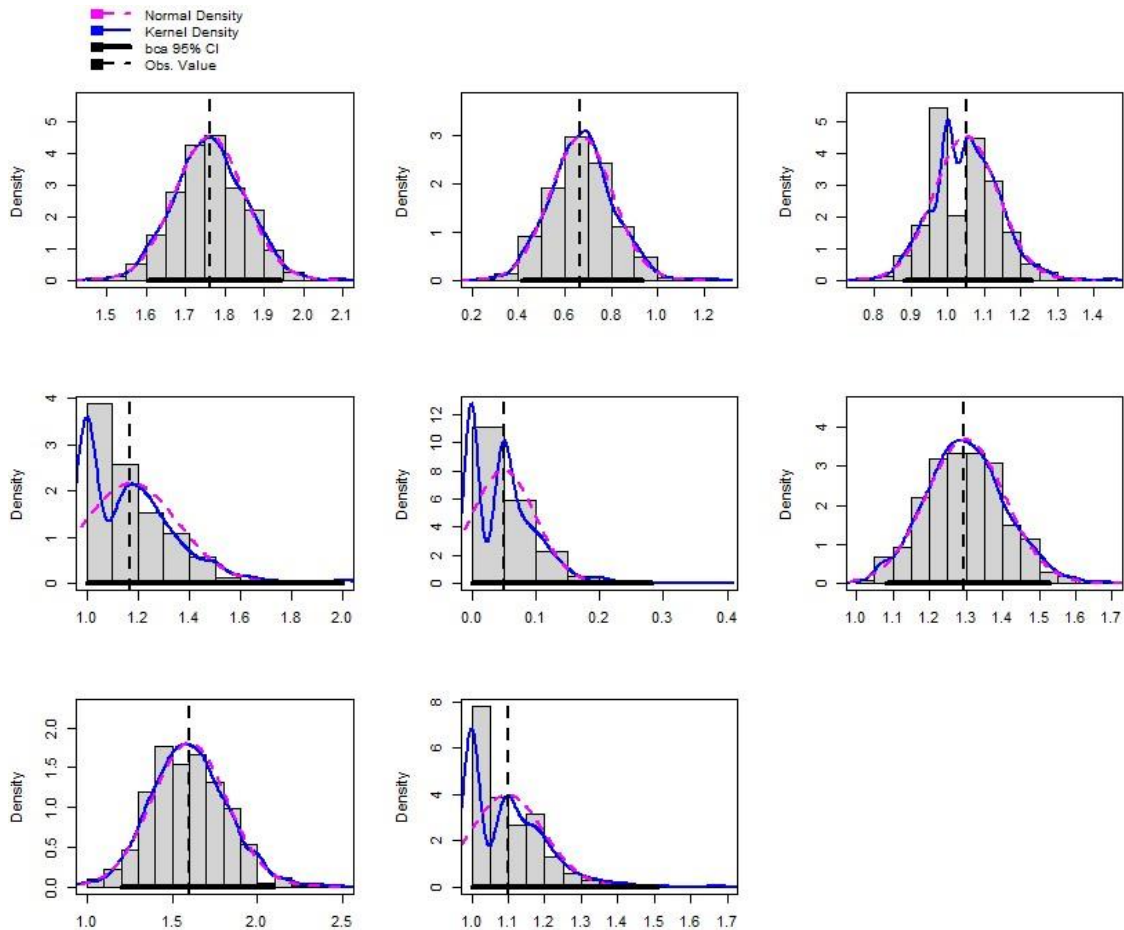 Normal Density
Kernel Density
bca 95% CI
Obs. Value
Density
0 1 2 3 4 5
1.5 1.6 1.7 1.8 1.9 2.0 2.1
Density
0 1 2 3
0.2 0.4 0.6 0.8 1.0 1.2
Density
0 1 2 3 4 5
0.8 0.9 1.0 1.1 1.2 1.3 1.4
Density
0 1 2 3 4
1.0 1.2 1.4 1.6 1.8 2.0
Density
0 2 4 6 8 10 12
0.0 0.1 0.2 0.3 0.4
Density
0 1 2 3 4
1.0 1.1 1.2 1.3 1.4 1.5 1.6 1.7
Density
0.0 0.5 1.0 1.5 2.0
1.0 1.5 2.0 2.5
Density
0 2 4 6 8
1.0 1.1 1.2 1.3 1.4 1.5 1.6 1.7